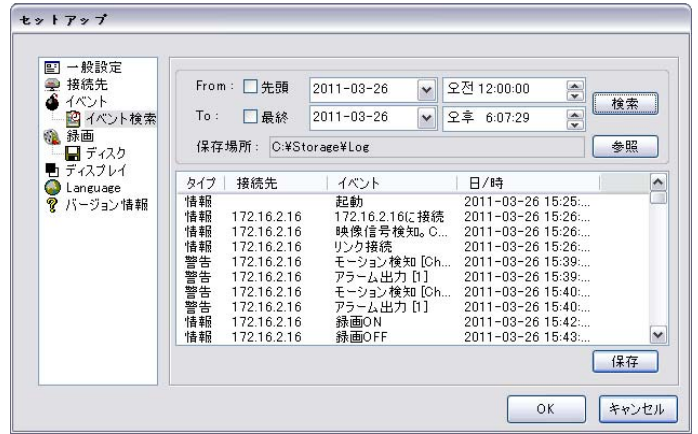 セットアップ
一般設定
接続先
イベント
イベント検索
録画
ディスク
ディスプレイ
Language
バージョン情報
From : 先頭 2011-03-26 오전 12:00:00
検索
To : 最終 2011-03-26 오후 6:07:29
保存場所: C:¥Storage¥Log 参照
タイプ 接続先 イベント 日/時
情報 起動 2011-03-26 15:25:...
情報 172.16.2.16 172.16.2.16に接続 2011-03-26 15:26:...
情報 172.16.2.16 映像信号検知。C... 2011-03-26 15:26:...
情報 172.16.2.16 リンク接続 2011-03-26 15:26:...
警告 172.16.2.16 モーション検知 [Ch... 2011-03-26 15:39:...
警告 172.16.2.16 アラーム出力 [1] 2011-03-26 15:39:...
警告 172.16.2.16 モーション検知 [Ch... 2011-03-26 15:40:...
警告 172.16.2.16 アラーム出力 [1] 2011-03-26 15:40:...
情報 172.16.2.16 録画ON 2011-03-26 15:42:...
情報 172.16.2.16 録画OFF 2011-03-26 15:43:...
保存
OK キャンセル